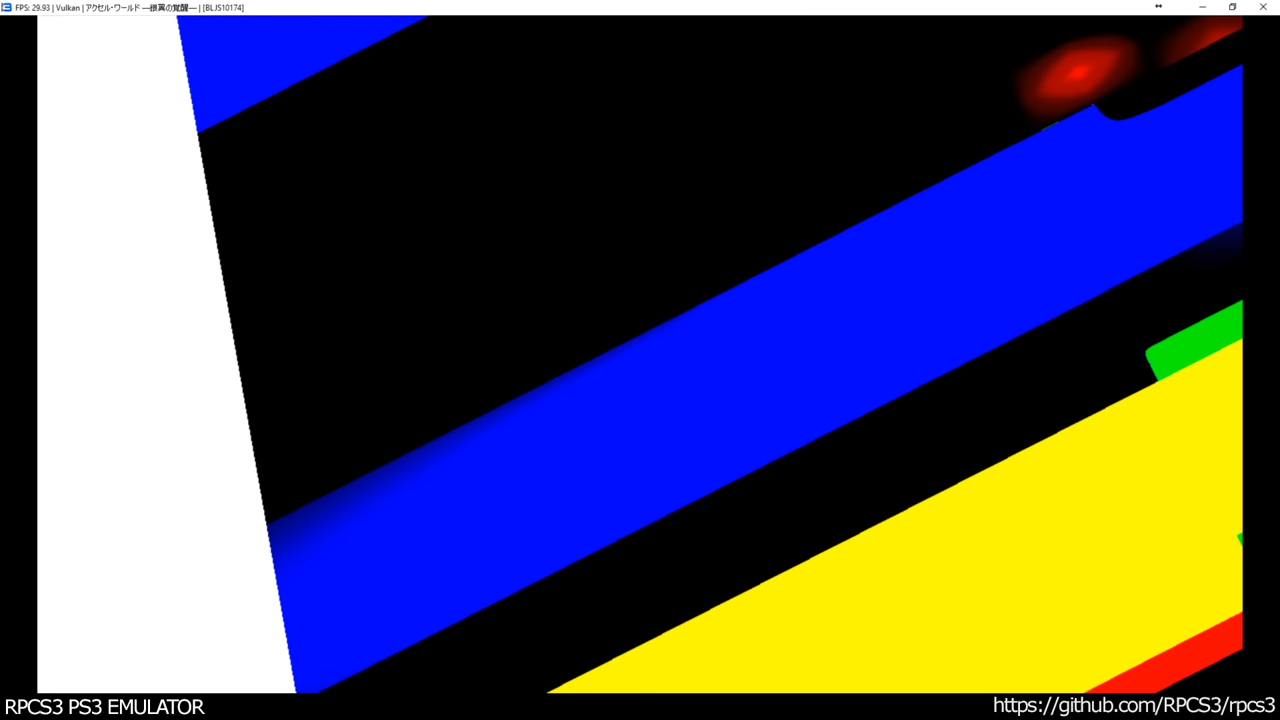 FPS: 29.93 | Vulkan | アクセル・ワールド ―銀翼の覚醒― | [BLJS10174]
RPCS3 PS3 EMULATOR
https://github.com/RPCS3/rpcs3